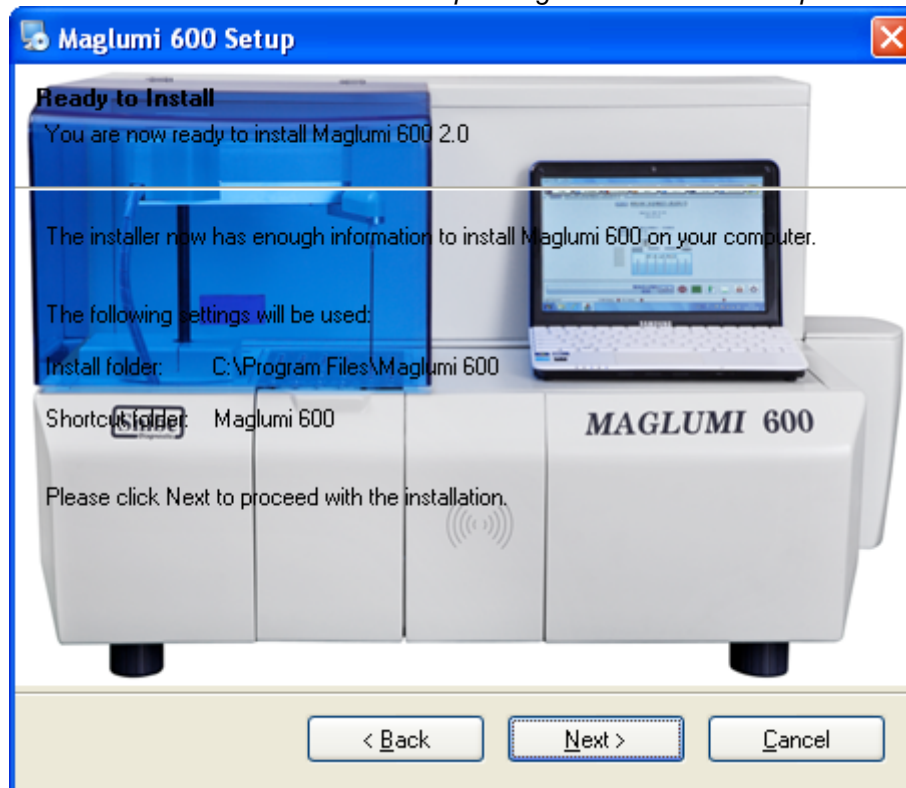 Maglumi 600 Setup
Ready to Install
You are now ready to install Maglumi 600 2.0
The installer now has enough information to install Maglumi 600 on your computer.
The following settings will be used:
Install folder: C:\Program Files\Maglumi 600
Shortcut folder: Maglumi 600
MAGLUMI 600
Please click Next to proceed with the installation.
< Back Next > Cancel